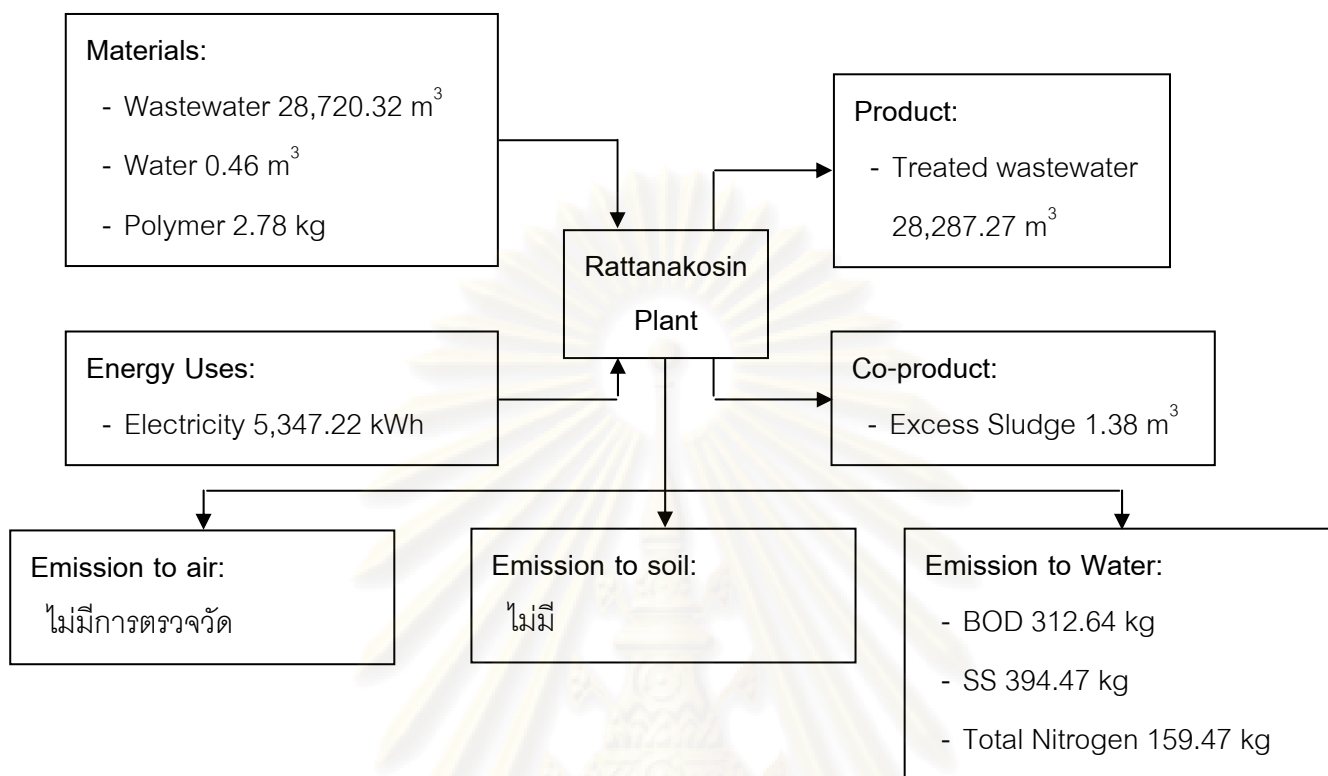 Materials:
- Wastewater 28,720.32 m³
- Water 0.46 m³
- Polymer 2.78 kg
Product:
- Treated wastewater
28,287.27 m³
Rattanakosin
Plant
Energy Uses:
- Electricity 5,347.22 kWh
Co-product:
- Excess Sludge 1.38 m³
Emission to air:
ไม่มีการตรวจวัด
Emission to soil:
ไม่มี
Emission to Water:
- BOD 312.64 kg
- SS 394.47 kg
- Total Nitrogen 159.47 kg